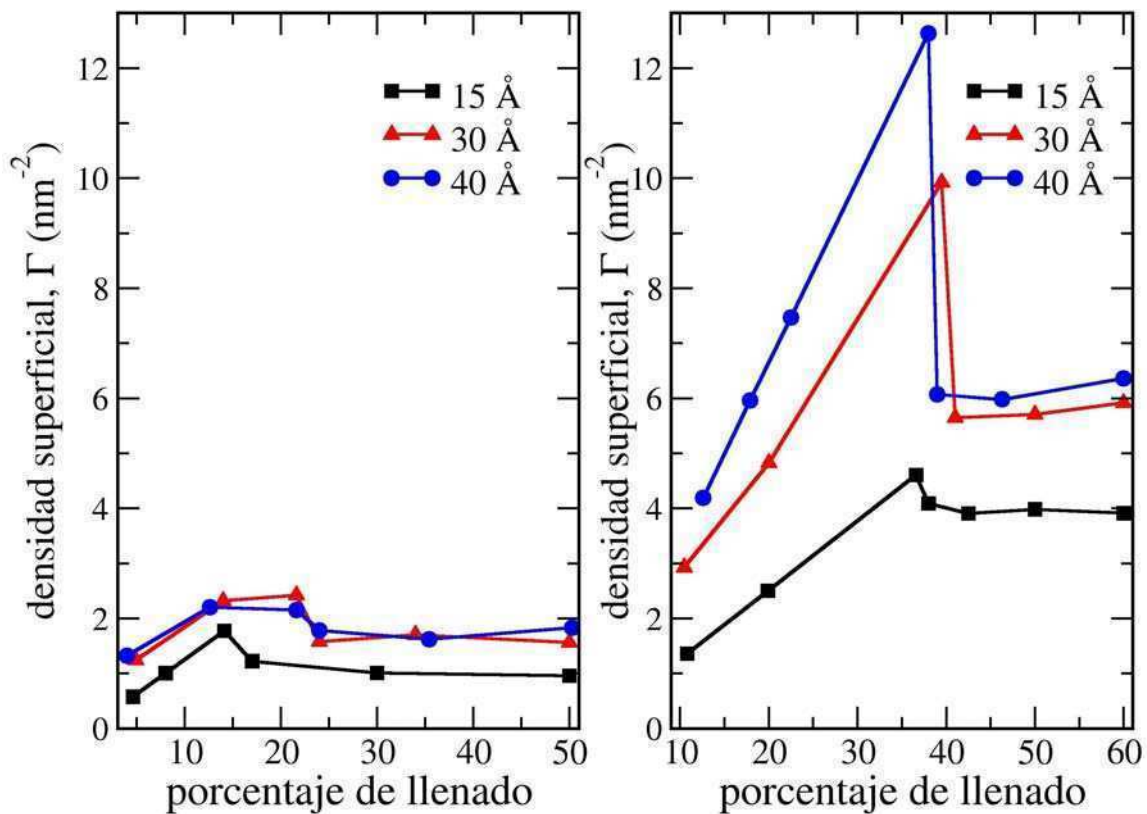 12
10
8
6
4
2
0
densidad superficial, Γ (nm-2)
15 Å
30 Å
40 Å
10 20 30 40 50
porcentaje de llenado
12
10
8
6
4
2
0
densidad superficial, Γ (nm-2)
15 Å
30 Å
40 Å
10 20 30 40 50 60
porcentaje de llenado